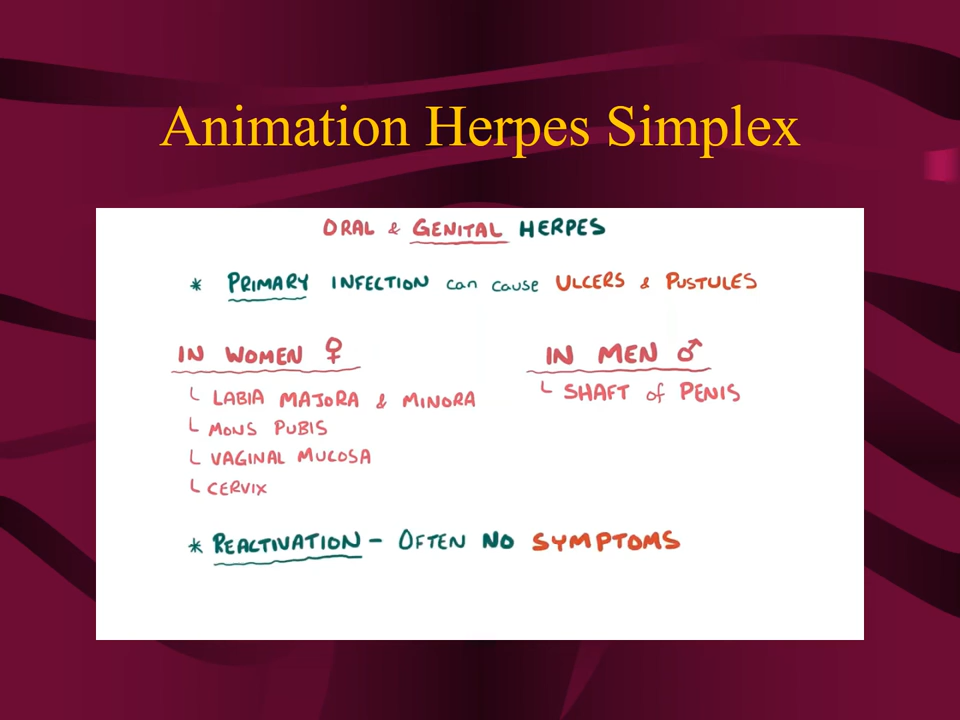 Animation Herpes Simplex
ORAL & GENITAL HERPES
* PRIMARY INFECTION can cause ULCERS & PUSTULES
IN WOMEN ♀
LABIA MAJORA & MINORA
MONS PUBIS
VAGINAL MUCOSA
CERVIX
IN MEN ♂
SHAFT of PENIS
* REACTIVATION - OFTEN NO SYMPTOMS